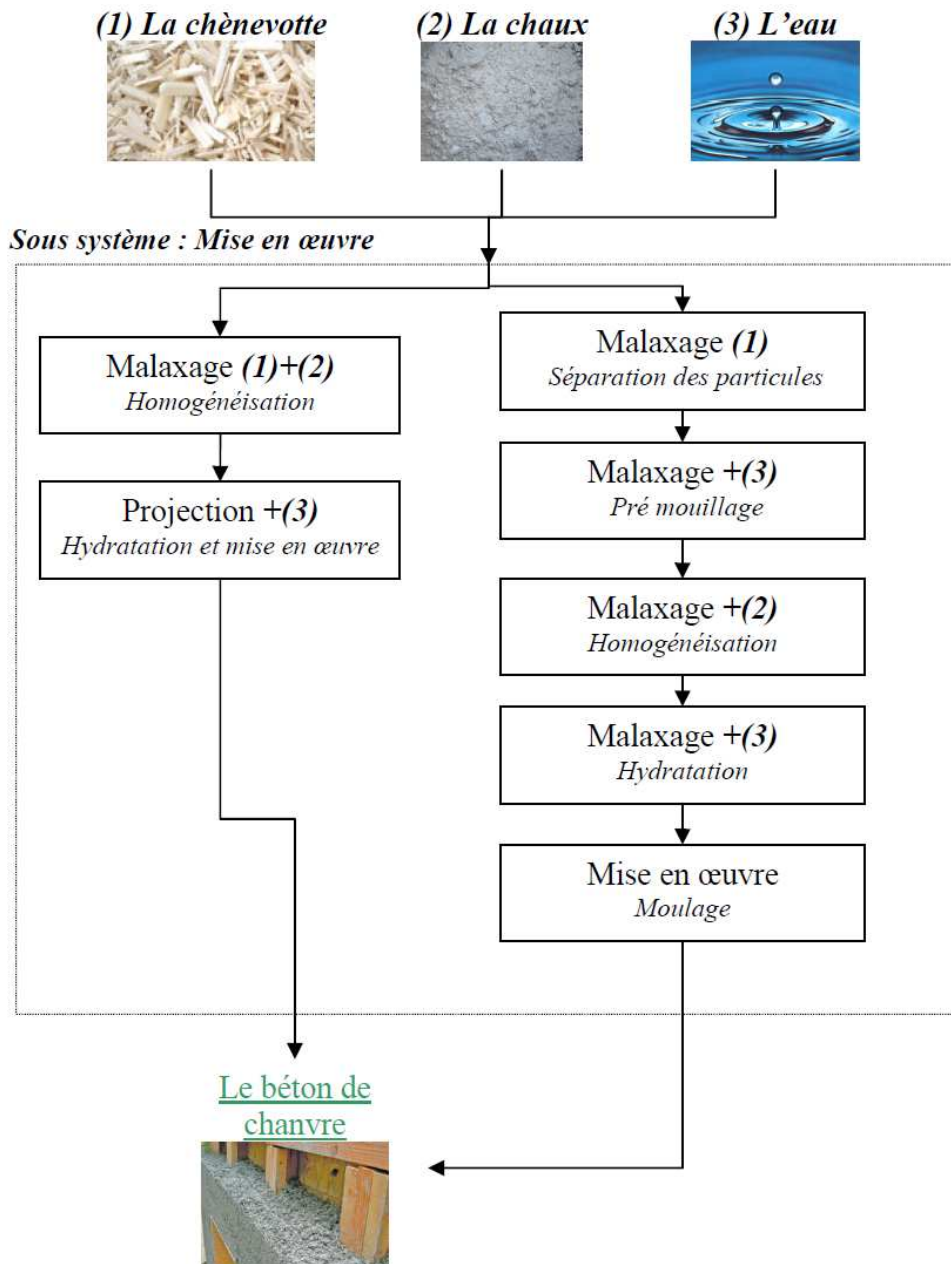 (1) La chènevotte
(2) La chaux
(3) L'eau
Sous système : Mise en œuvre
Malaxage (1)+(2)
Homogénéisation
Projection +(3)
Hydratation et mise en œuvre
Malaxage (1)
Séparation des particules
Malaxage +(3)
Pré mouillage
Malaxage +(2)
Homogénéisation
Malaxage +(3)
Hydratation
Mise en œuvre
Moulage
Le béton de
chanvre